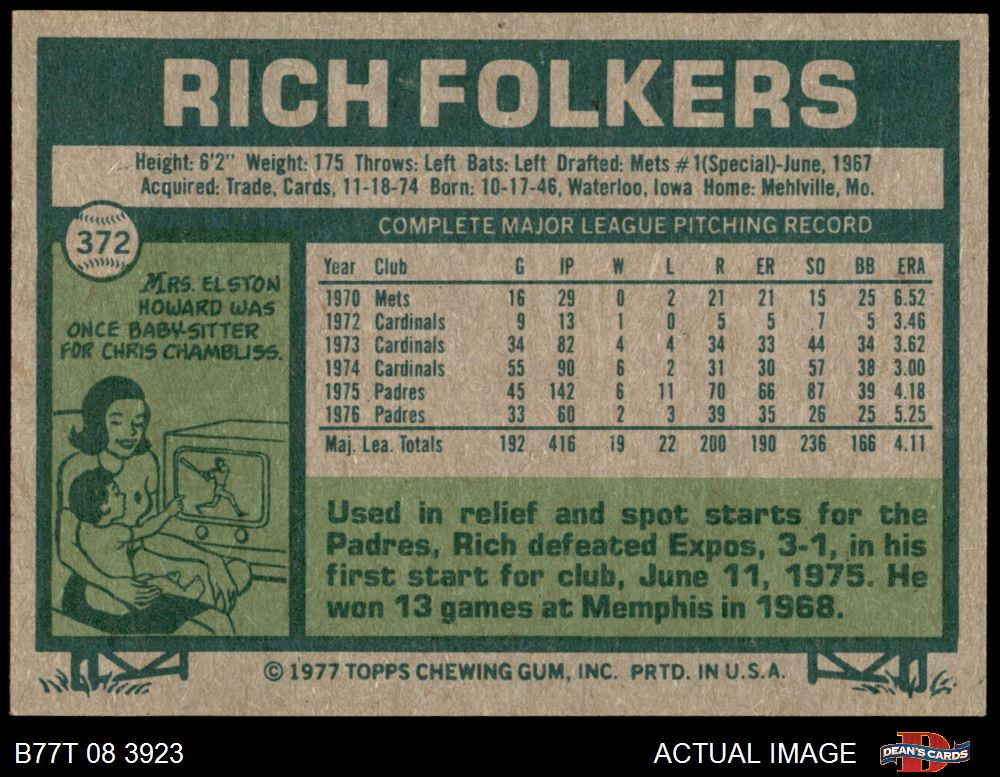 RICH FOLKERS
Height: 6'2" Weight: 175 Throws: Left Bats: Left Drafted: Mets #1(Special)-June, 1967
Acquired: Trade, Cards, 11-18-74 Born: 10-17-46, Waterloo, Iowa Home: Mehlville, Mo.
372
MRS. ELSTON
HOWARD WAS
ONCE BABY-SITTER
FOR CHRIS CHAMBLISS.
COMPLETE MAJOR LEAGUE PITCHING RECORD
Year Club G IP W L R ER SO BB ERA
1970 Mets 16 29 0 2 21 21 15 25 6.52
1972 Cardinals 9 13 1 0 5 5 7 5 3.46
1973 Cardinals 34 82 4 4 34 33 44 34 3.62
1974 Cardinals 55 90 6 2 31 30 57 38 3.00
1975 Padres 45 142 6 11 70 66 87 39 4.18
1976 Padres 33 60 2 3 39 35 26 25 5.25
Maj. Lea. Totals 192 416 19 22 200 190 236 166 4.11
Used in relief and spot starts for the
Padres, Rich defeated Expos, 3-1, in his
first start for club, June 11, 1975. He
won 13 games at Memphis in 1968.
© 1977 TOPPS CHEWING GUM, INC. PRTD. IN U.S.A.
B77T 08 3923
ACTUAL IMAGE
D
DEAN'S CARDS